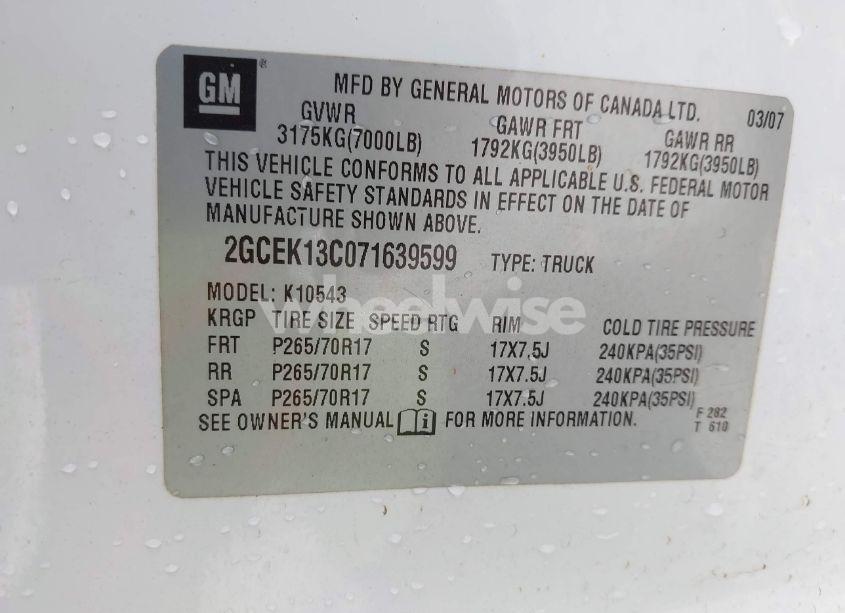 GM ®
MFD BY GENERAL MOTORS OF CANADA LTD. 03/07
GVWR GAWR FRT GAWR RR
3175KG(7000LB) 1792KG(3950LB) 1792KG(3950LB)
THIS VEHICLE CONFORMS TO ALL APPLICABLE U.S. FEDERAL MOTOR
VEHICLE SAFETY STANDARDS IN EFFECT ON THE DATE OF
MANUFACTURE SHOWN ABOVE.
2GCEK13C071639599 TYPE: TRUCK
MODEL: K10543
wheelwise
KRGP TIRE SIZE SPEED RTG RIM COLD TIRE PRESSURE
FRT P265/70R17 S 17X7.5J 240KPA(35PSI)
RR P265/70R17 S 17X7.5J 240KPA(35PSI)
SPA P265/70R17 S 17X7.5J 240KPA(35PSI)
SEE OWNER'S MANUAL i FOR MORE INFORMATION.
F 282
T 610